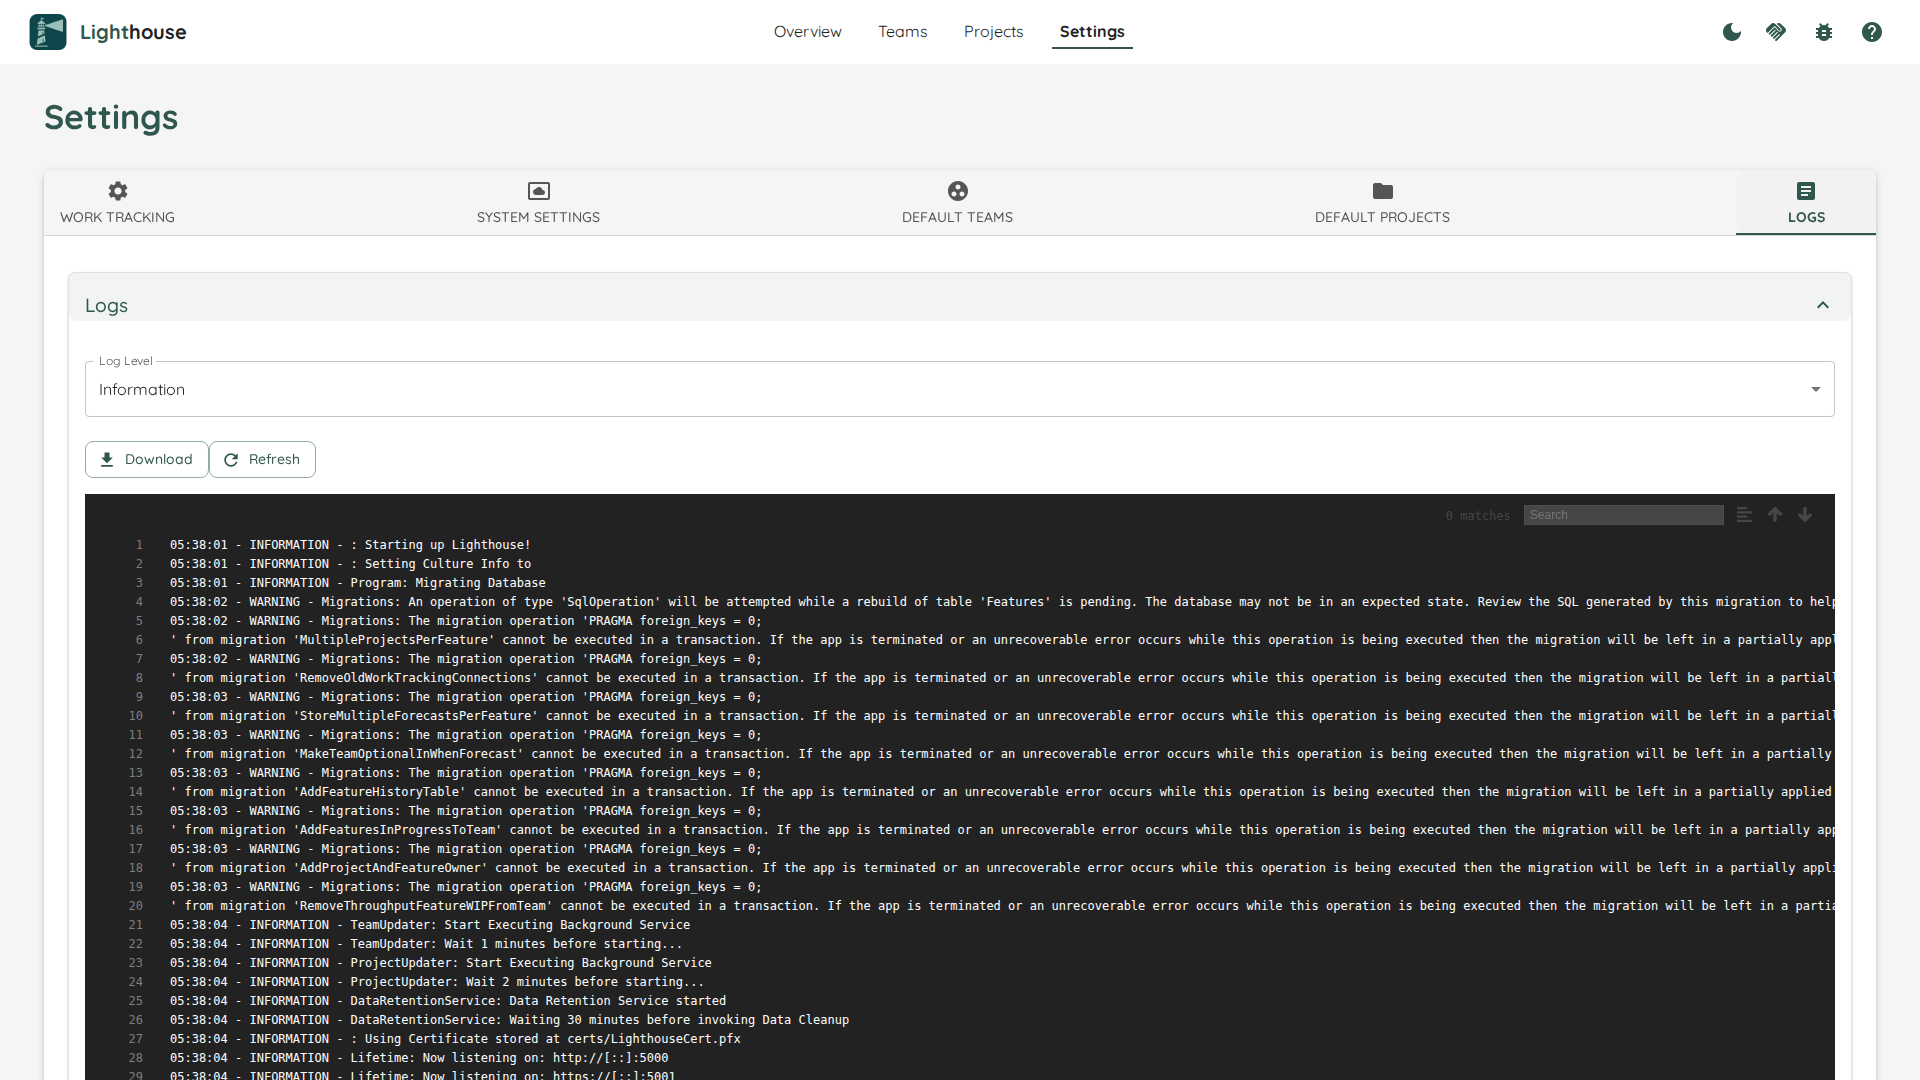 Lighthouse
Overview
Teams
Projects
Settings
Settings
WORK TRACKING
SYSTEM SETTINGS
DEFAULT TEAMS
DEFAULT PROJECTS
LOGS
Logs
Log Level
Information
Download
Refresh
0 matches
Search
1 05:38:01 - INFORMATION - : Starting up Lighthouse!
2 05:38:01 - INFORMATION - : Setting Culture Info to
3 05:38:01 - INFORMATION - Program: Migrating Database
4 05:38:02 - WARNING - Migrations: An operation of type 'SqlOperation' will be attempted while a rebuild of table 'Features' is pending. The database may not be in an expected state. Review the SQL generated by this migration to help
5 05:38:02 - WARNING - Migrations: The migration operation 'PRAGMA foreign_keys = 0;
6 ' from migration 'MultipleProjectsPerFeature' cannot be executed in a transaction. If the app is terminated or an unrecoverable error occurs while this operation is being executed then the migration will be left in a partially appl
7 05:38:02 - WARNING - Migrations: The migration operation 'PRAGMA foreign_keys = 0;
8 ' from migration 'RemoveOldWorkTrackingConnections' cannot be executed in a transaction. If the app is terminated or an unrecoverable error occurs while this operation is being executed then the migration will be left in a partiall
9 05:38:03 - WARNING - Migrations: The migration operation 'PRAGMA foreign_keys = 0;
10 ' from migration 'StoreMultipleForecastsPerFeature' cannot be executed in a transaction. If the app is terminated or an unrecoverable error occurs while this operation is being executed then the migration will be left in a partiall
11 05:38:03 - WARNING - Migrations: The migration operation 'PRAGMA foreign_keys = 0;
12 ' from migration 'MakeTeamOptionalInWhenForecast' cannot be executed in a transaction. If the app is terminated or an unrecoverable error occurs while this operation is being executed then the migration will be left in a partially
13 05:38:03 - WARNING - Migrations: The migration operation 'PRAGMA foreign_keys = 0;
14 ' from migration 'AddFeatureHistoryTable' cannot be executed in a transaction. If the app is terminated or an unrecoverable error occurs while this operation is being executed then the migration will be left in a partially applied
15 05:38:03 - WARNING - Migrations: The migration operation 'PRAGMA foreign_keys = 0;
16 ' from migration 'AddFeaturesInProgressToTeam' cannot be executed in a transaction. If the app is terminated or an unrecoverable error occurs while this operation is being executed then the migration will be left in a partially app
17 05:38:03 - WARNING - Migrations: The migration operation 'PRAGMA foreign_keys = 0;
18 ' from migration 'AddProjectAndFeatureOwner' cannot be executed in a transaction. If the app is terminated or an unrecoverable error occurs while this operation is being executed then the migration will be left in a partially appli
19 05:38:03 - WARNING - Migrations: The migration operation 'PRAGMA foreign_keys = 0;
20 ' from migration 'RemoveThroughputFeatureWIPFromTeam' cannot be executed in a transaction. If the app is terminated or an unrecoverable error occurs while this operation is being executed then the migration will be left in a partia
21 05:38:04 - INFORMATION - TeamUpdater: Start Executing Background Service
22 05:38:04 - INFORMATION - TeamUpdater: Wait 1 minutes before starting...
23 05:38:04 - INFORMATION - ProjectUpdater: Start Executing Background Service
24 05:38:04 - INFORMATION - ProjectUpdater: Wait 2 minutes before starting...
25 05:38:04 - INFORMATION - DataRetentionService: Data Retention Service started
26 05:38:04 - INFORMATION - DataRetentionService: Waiting 30 minutes before invoking Data Cleanup
27 05:38:04 - INFORMATION - : Using Certificate stored at certs/LighthouseCert.pfx
28 05:38:04 - INFORMATION - Lifetime: Now listening on: http://[::]:5000
29 05:38:04 - INFORMATION - Lifetime: Now listening on: https://[::]:5001